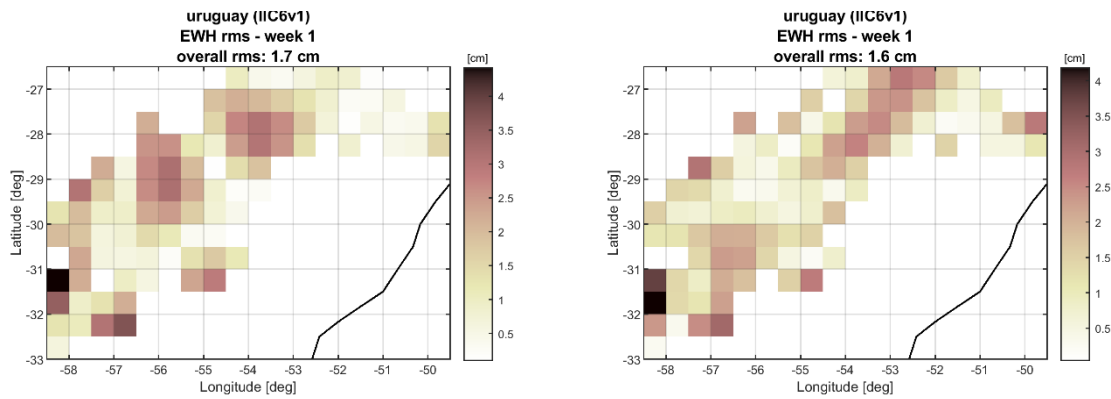 uruguay (IIC6v1)
EWH rms - week 1
overall rms: 1.7 cm
[cm]
-27
-28
-29
-30
-31
-32
-33
Latitude [deg]
-58 -57 -56 -55 -54 -53 -52 -51 -50
Longitude [deg]
4
3.5
3
2.5
2
1.5
1
0.5
uruguay (IIC6v1)
EWH rms - week 1
overall rms: 1.6 cm
[cm]
-27
-28
-29
-30
-31
-32
-33
Latitude [deg]
-58 -57 -56 -55 -54 -53 -52 -51 -50
Longitude [deg]
4
3.5
3
2.5
2
1.5
1
0.5